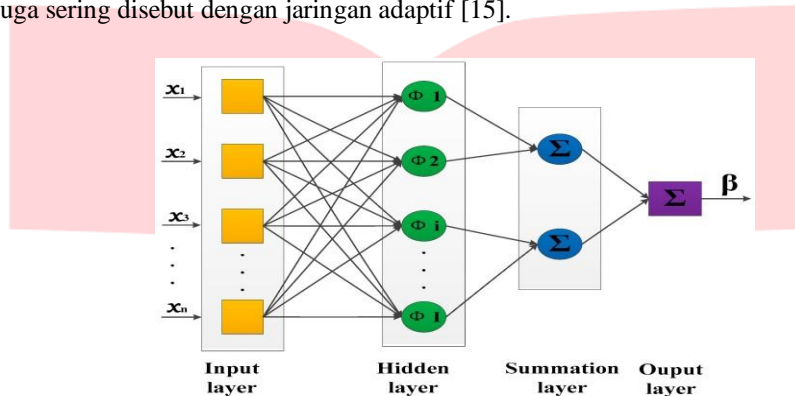 uga sering disebut dengan jaringan adaptif [15].
x1
Φ 1
x2
Φ 2
Σ
Σ
β
x3
Φ i
Σ
xn
Φ I
Input layer
Hidden layer
Summation layer
Ouput layer